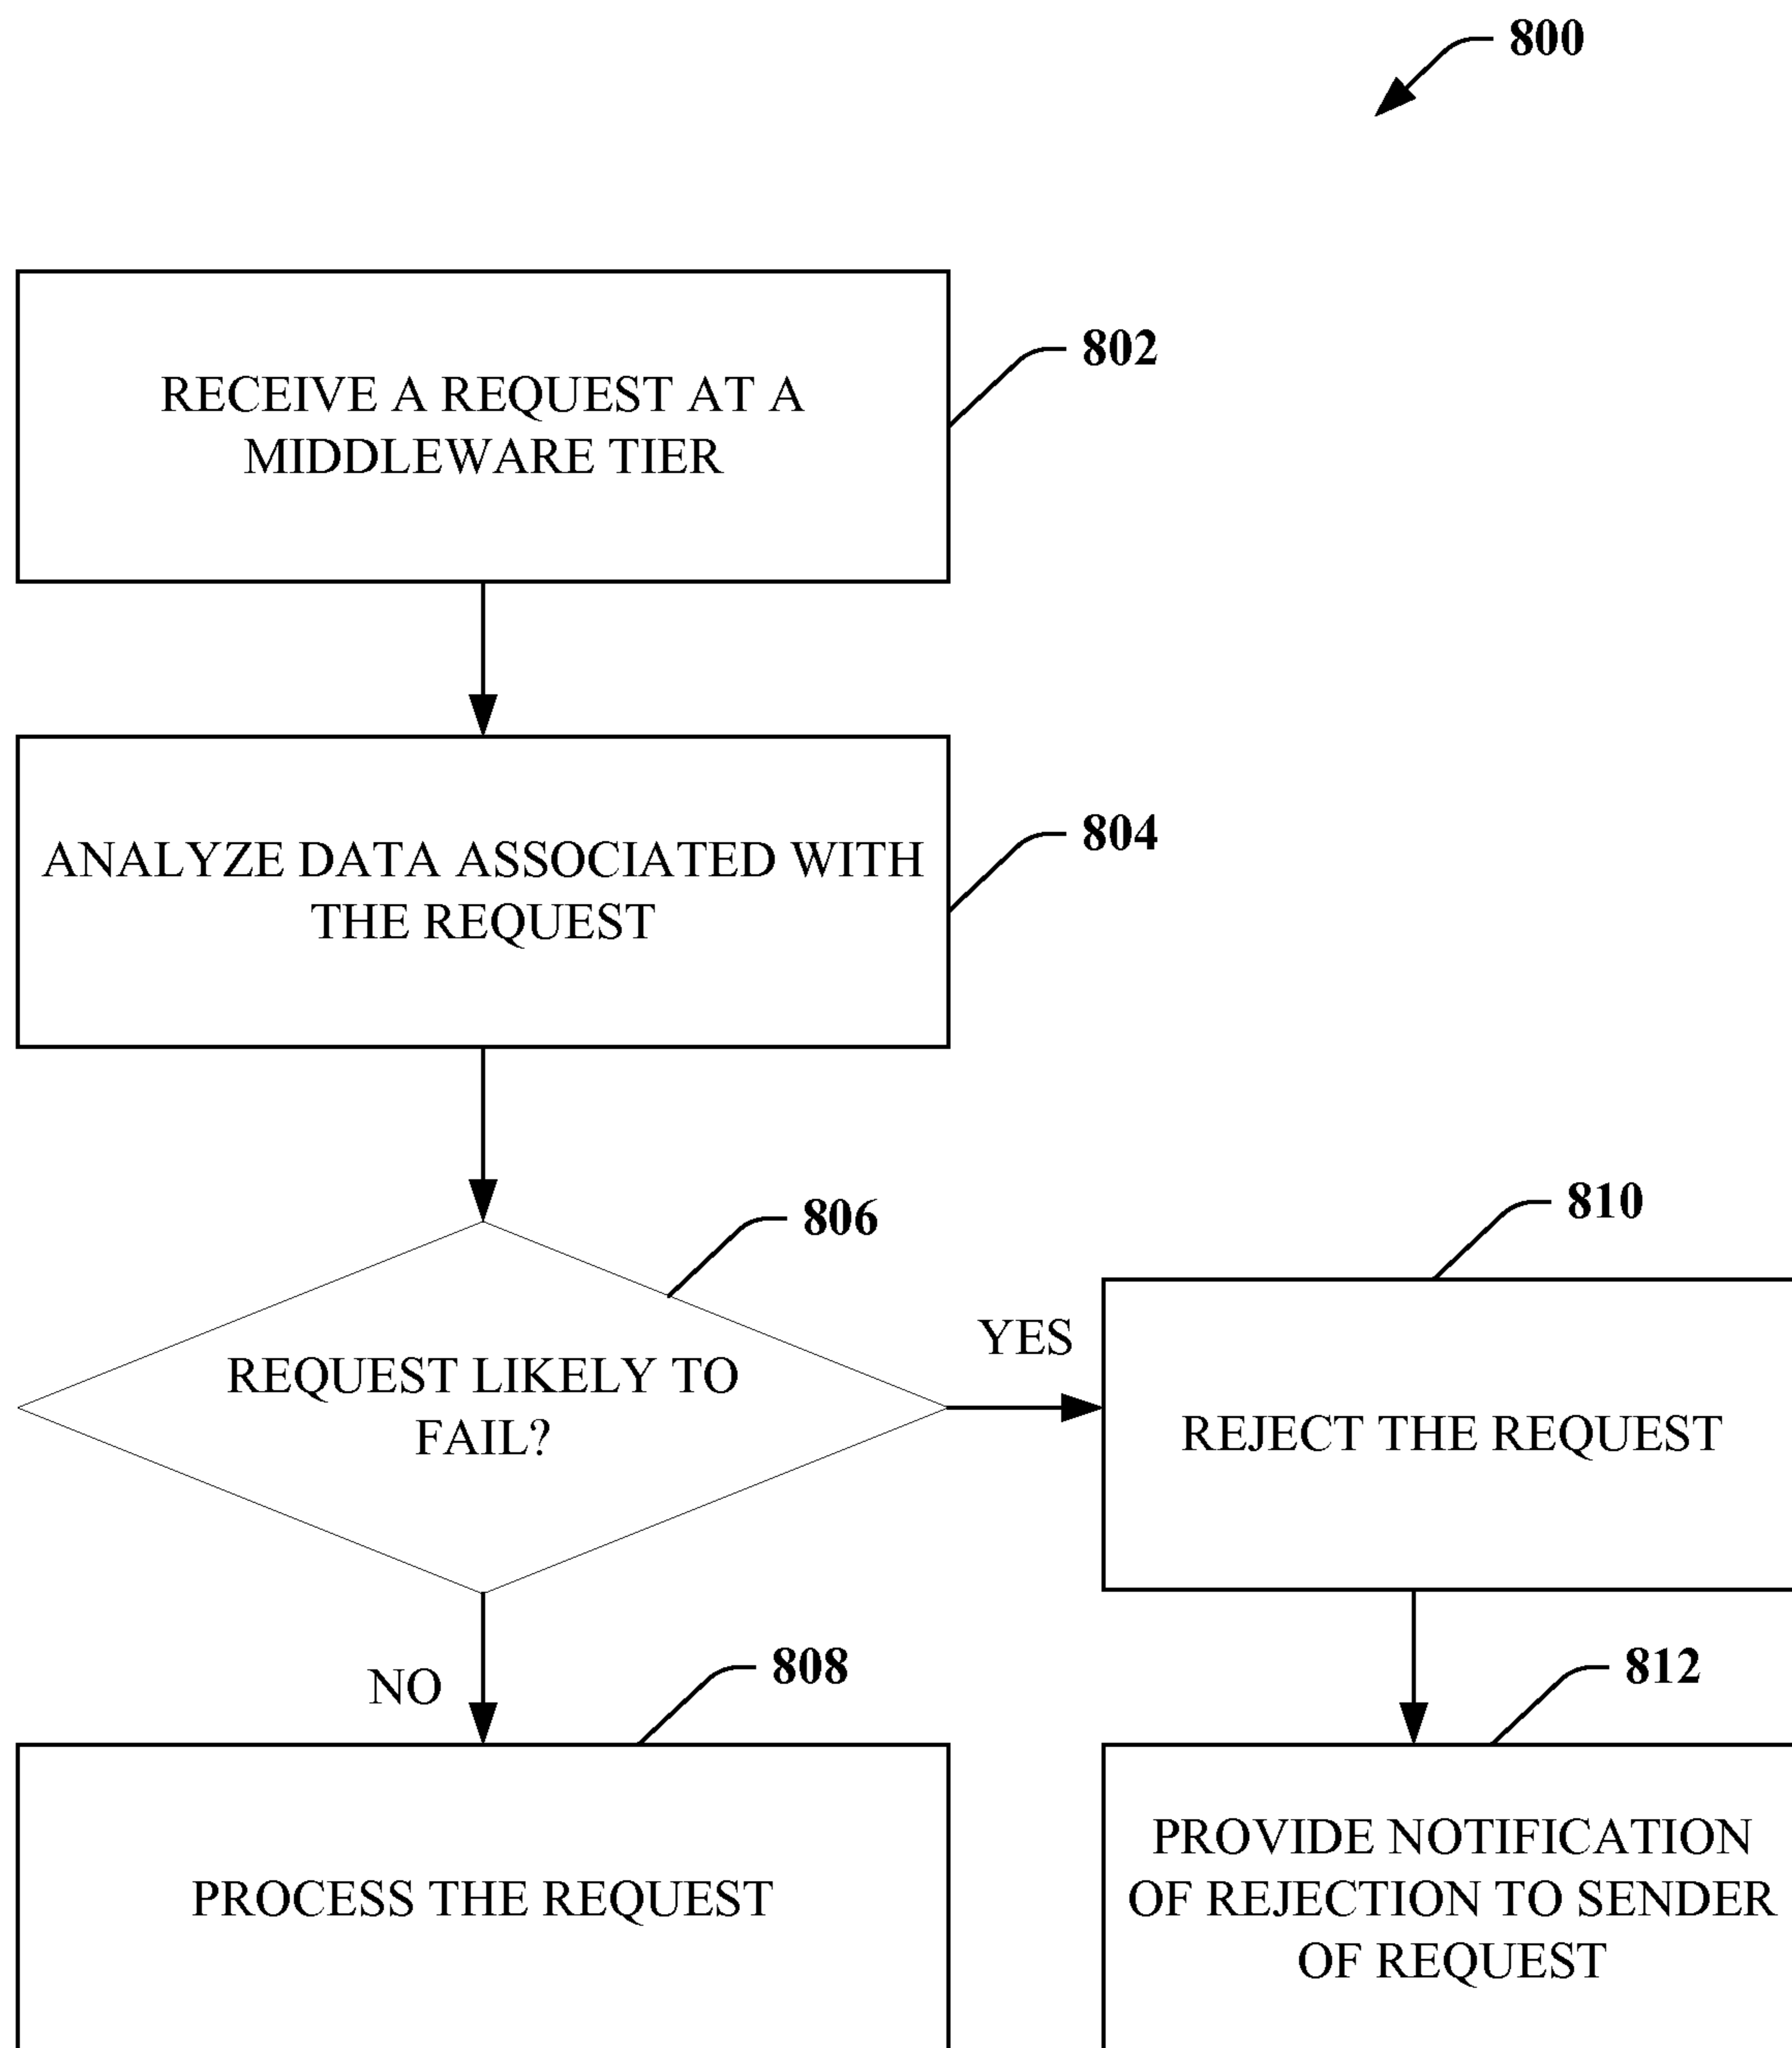 800
RECEIVE A REQUEST AT A
MIDDLEWARE TIER
802
ANALYZE DATA ASSOCIATED WITH
THE REQUEST
804
REQUEST LIKELY TO
FAIL?
806
YES
REJECT THE REQUEST
810
NO
PROCESS THE REQUEST
808
PROVIDE NOTIFICATION
OF REJECTION TO SENDER
OF REQUEST
812